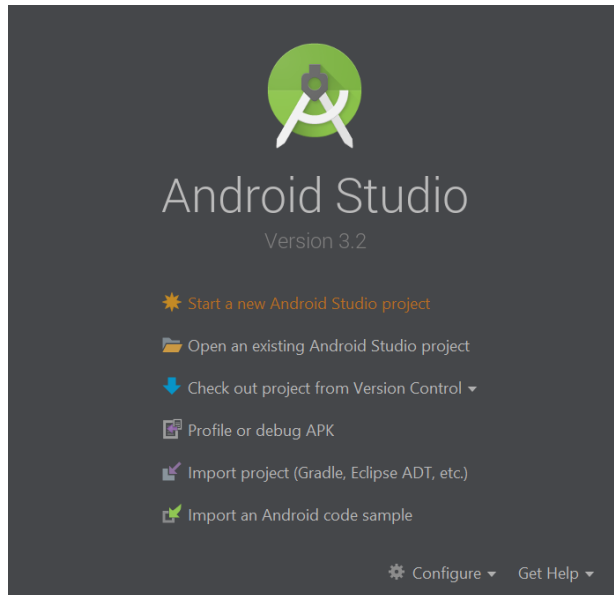 Android Studio
Version 3.2
Start a new Android Studio project
Open an existing Android Studio project
Check out project from Version Control
Profile or debug APK
Import project (Gradle, Eclipse ADT, etc.)
Import an Android code sample
Configure Get Help